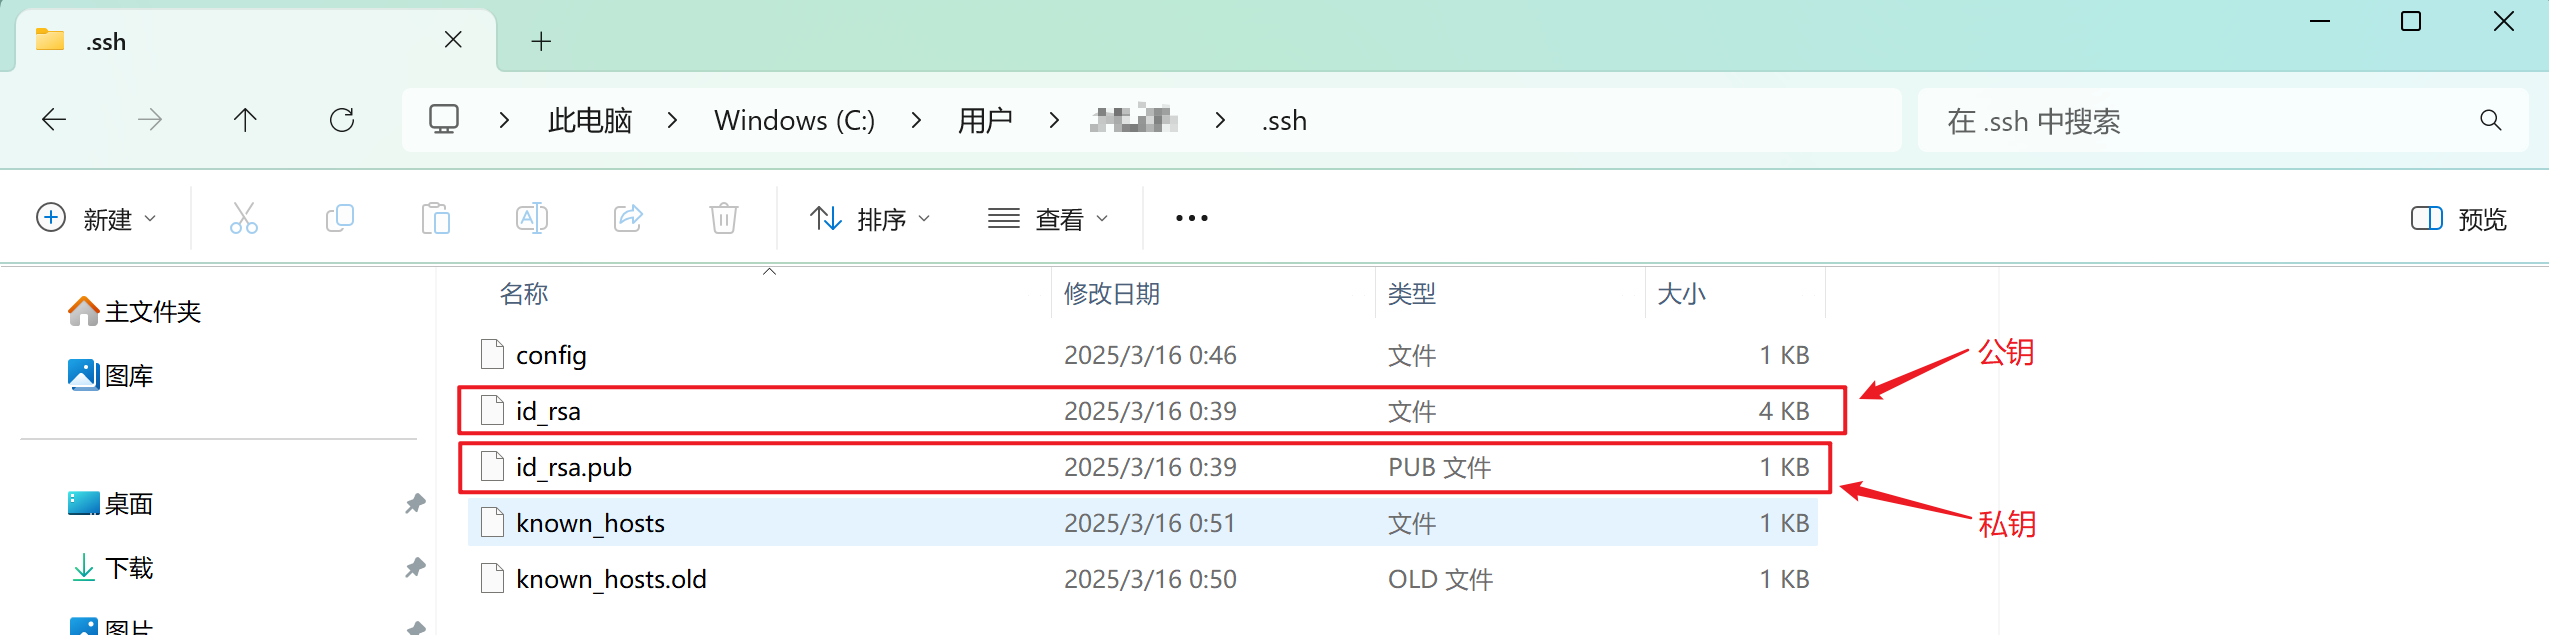 .ssh
此电脑 Windows (C:) 用户 .ssh 在 .ssh 中搜索
新建 排序 查看 预览
主文件夹
图库
桌面
下载
图片
名称 修改日期 类型 大小
config 2025/3/16 0:46 文件 1 KB
公钥
id_rsa 2025/3/16 0:39 文件 4 KB
id_rsa.pub 2025/3/16 0:39 PUB 文件 1 KB
known_hosts 2025/3/16 0:51 文件 1 KB
私钥
known_hosts.old 2025/3/16 0:50 OLD 文件 1 KB